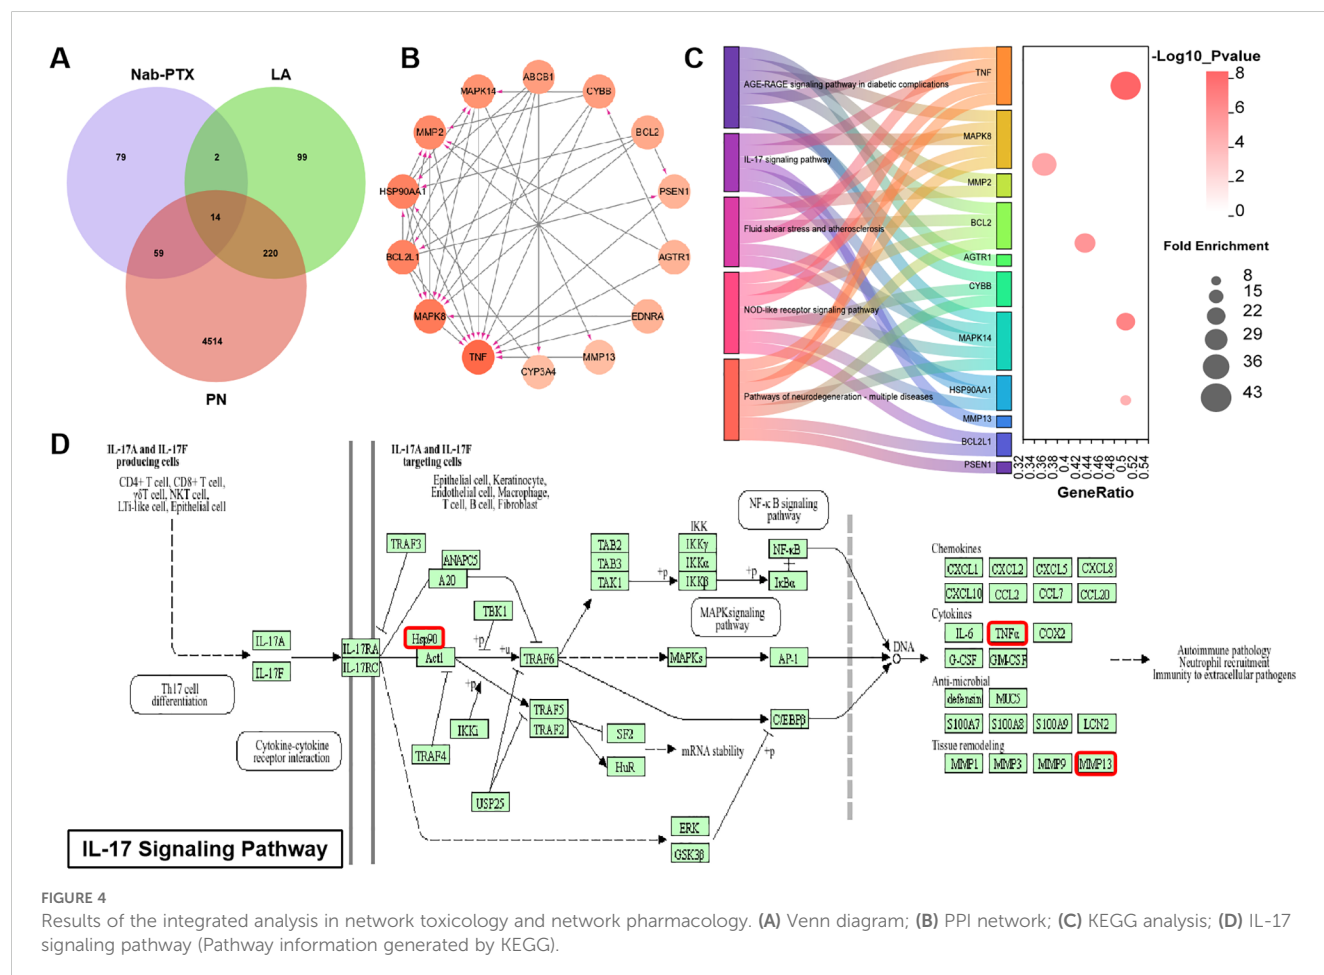 A
Nab-PTX
LA
79
2
99
14
59
220
4514
PN
B
ABCB1
MAPK14
CYBB
MMP2
BCL2
HSP90AA1
PSEN1
BCL2L1
AGTR1
MAPK8
EDNRA
TNF
MMP13
CYP3A4
C
AGE-RAGE signaling pathway in diabetic complications
IL-17 signaling pathway
Fluid shear stress and atherosclerosis
NOD-like receptor signaling pathway
Pathways of neurodegeneration - multiple diseases
TNF
MAPK8
MMP2
BCL2
AGTR1
CYBB
MAPK14
HSP90AA1
MMP13
BCL2L1
PSEN1
0.32
0.34
0.36
0.38
0.4
0.42
0.44
0.46
0.48
0.5
0.52
0.54
GeneRatio
-Log10_Pvalue
8
6
4
2
0
Fold Enrichment
8
15
22
29
36
43
D
IL-17A and IL-17F
producing cells
CD4+ T cell, CD8+ T cell,
γδT cell, NKT cell,
LTi-like cell, Epithelial cell
IL-17A and IL-17F
targeting cells
Epithelial cell, Keratinocyte,
Endothelial cell, Macrophage,
T cell, B cell, Fibroblast
IL-17A
IL-17F
Th17 cell
differentiation
Cytokine-cytokine
receptor interaction
IL-17RA
IL-17RC
TRAF3
ANAPC5
A20
TBK1
Hsp90
Act1
+p
+u
TRAF6
+p
IKKi
TRAF4
USP25
TRAF5
TRAF2
SF2
HuR
mRNA stability
TAB2
TAB3
TAK1
+p
IKK
IKKγ
IKKα
IKKβ
+p
NF-κB signaling
pathway
NF-κB
IκBα
MAPK signaling
pathway
MAPKs
AP-1
C/EBPβ
+p
ERK
GSK3β
DNA
Chemokines
CXCL1
CXCL2
CXCL5
CXCL8
CXCL10
CCL2
CCL7
CCL20
Cytokines
IL-6
TNFα
COX2
G-CSF
GM-CSF
Anti-microbial
defensin
MUC5
S100A7
S100A8
S100A9
LCN2
Tissue remodeling
MMP1
MMP3
MMP9
MMP13
Autoimmune pathology
Neutrophil recruitment
Immunity to extracellular pathogens
IL-17 Signaling Pathway
FIGURE 4
Results of the integrated analysis in network toxicology and network pharmacology. (A) Venn diagram; (B) PPI network; (C) KEGG analysis; (D) IL-17
signaling pathway (Pathway information generated by KEGG).